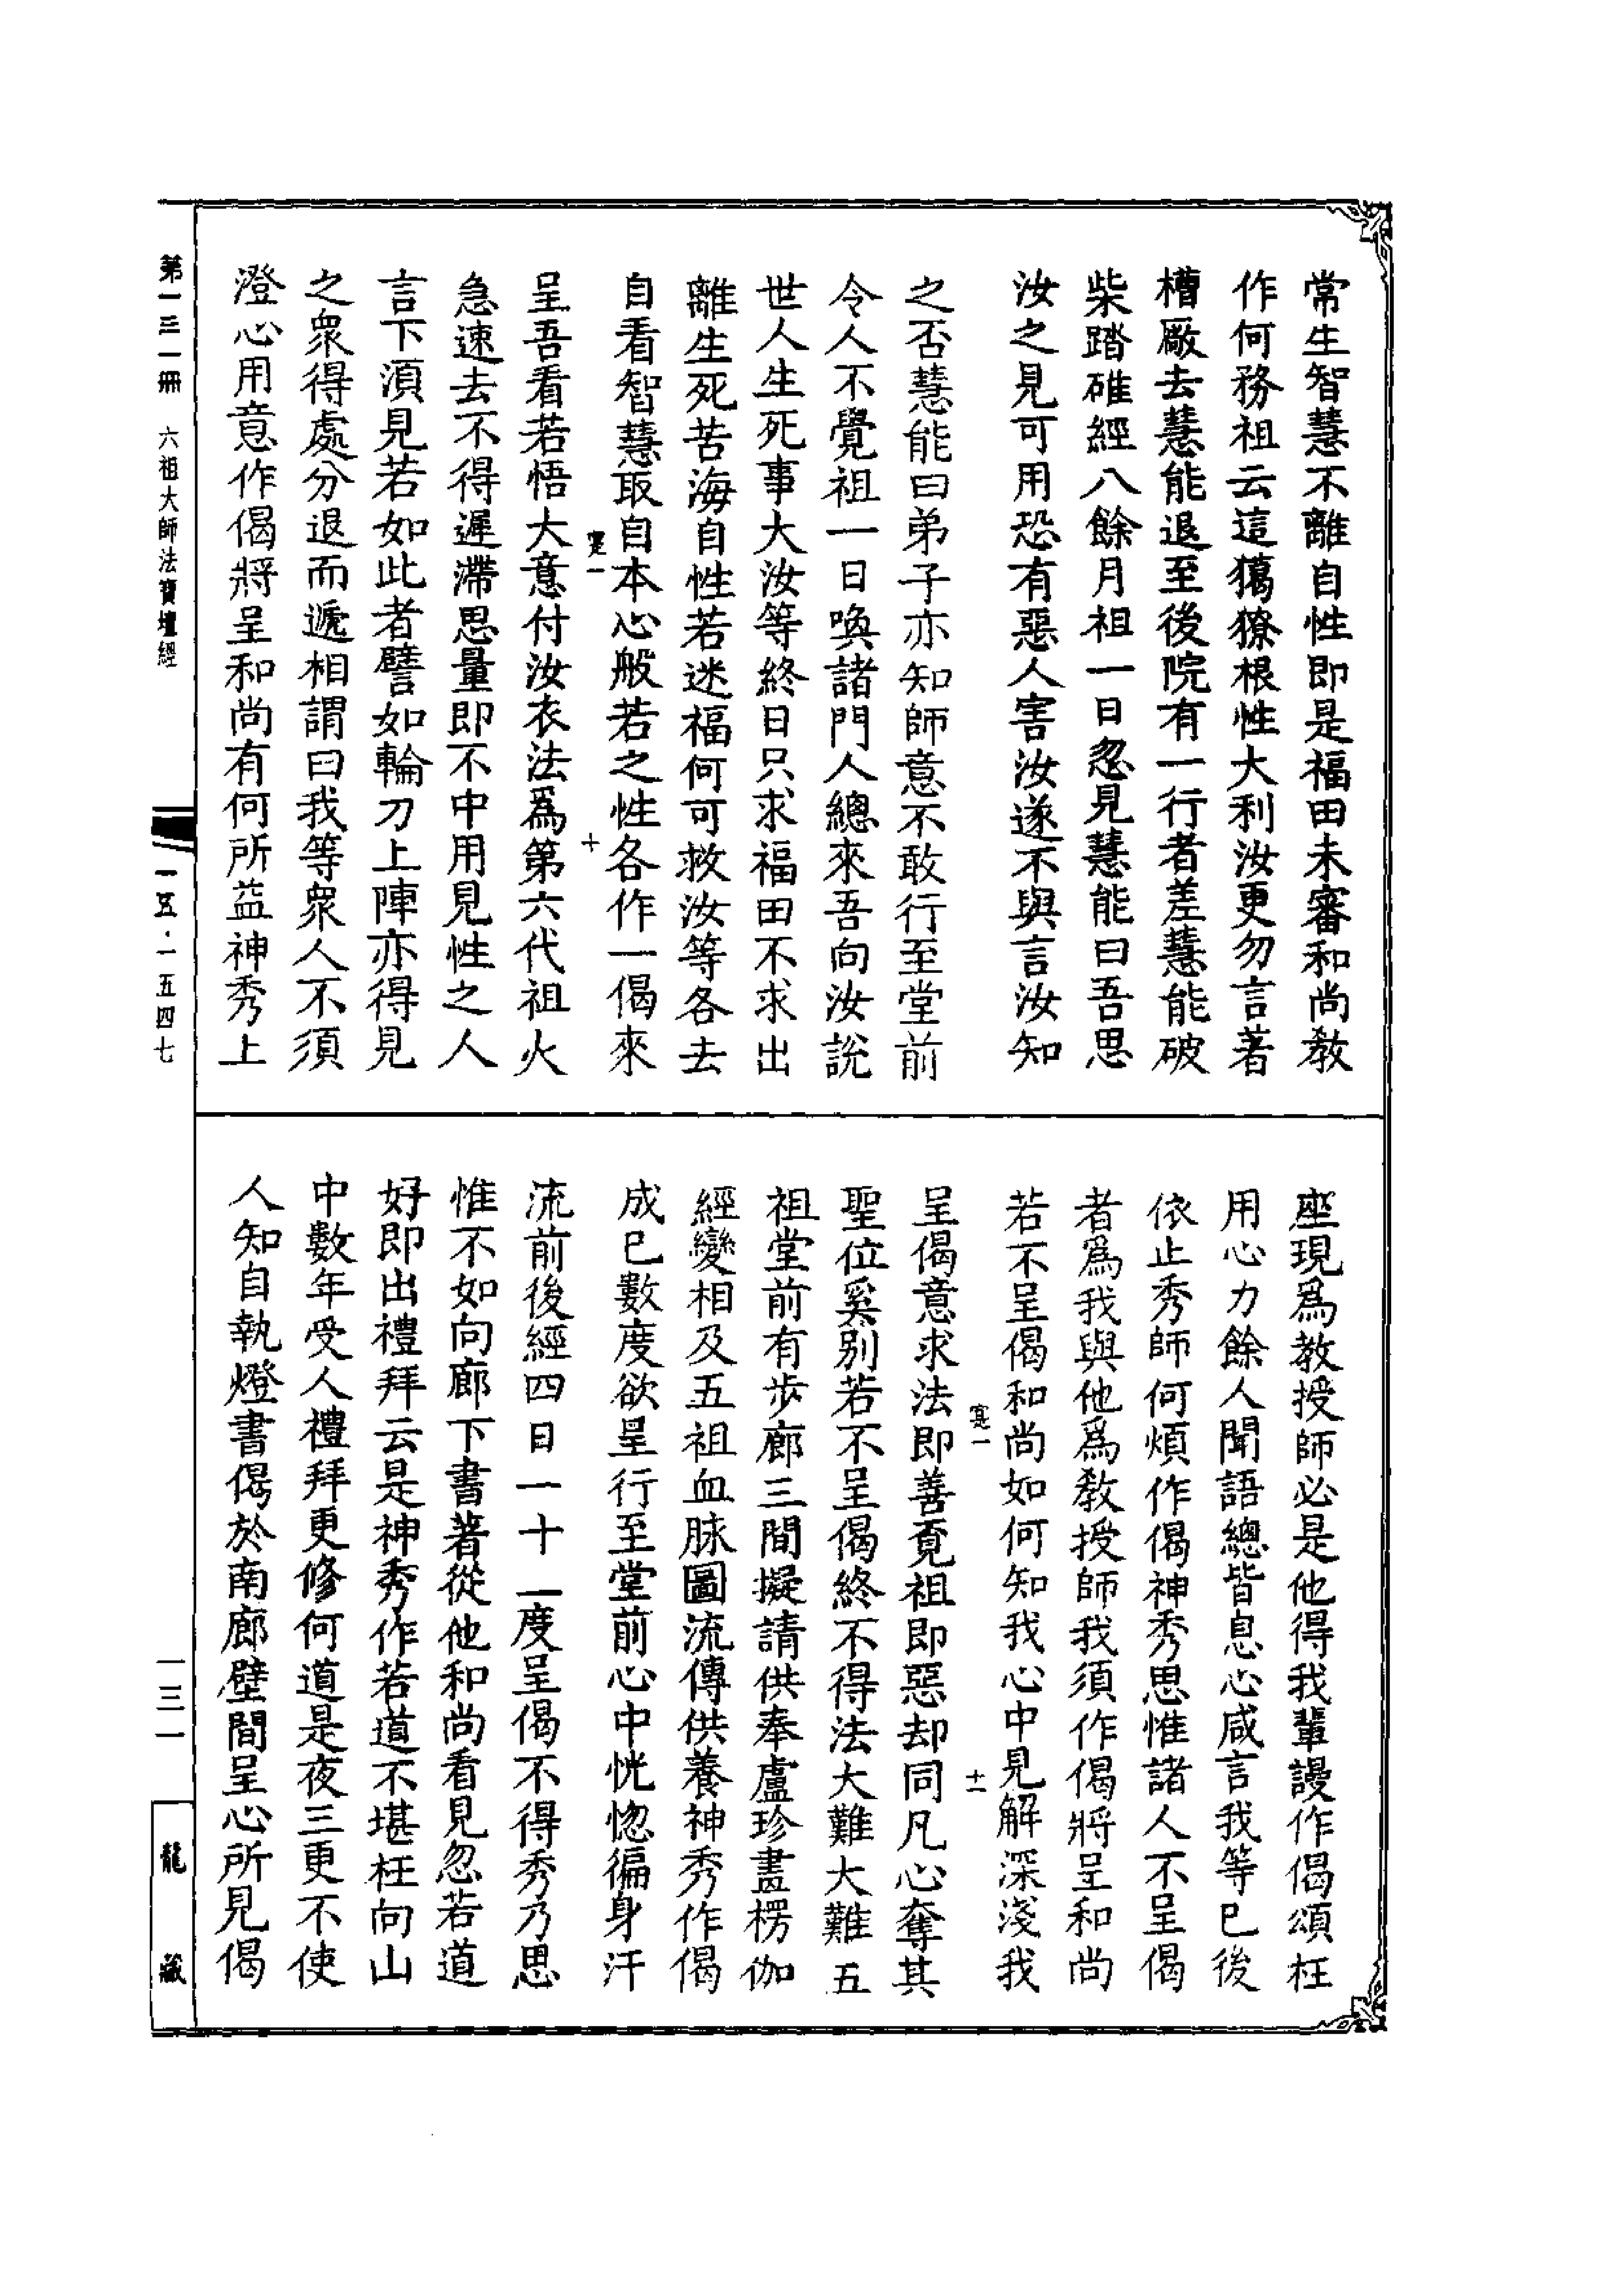 常生智慧不離自性即是福田未審和尚教
作何務祖云這獦獠根性大利汝更勿言著
槽廠去慧能退至後院有一行者差慧能破
柴踏碓經八餘月祖一日忽見慧能曰吾思
汝之見可用恐有惡人害汝遂不與言汝知
之否慧能曰弟子亦知師意不敢行至堂前
令人不覺祖一日喚諸門人總來吾向汝說
世人生死事大汝等終日只求福田不求出
離生死苦海自性若迷福何可救汝等各去
自看智慧取自本心般若之性各作一偈來
寔一
十
呈吾看若悟大意付汝衣法爲第六代祖火
急速去不得遲滯思量即不中用見性之人
言下須見若如此者譬如輪刀上陣亦得見
之衆得處分退而遞相謂曰我等衆人不須
澄心用意作偈將呈和尚有何所益神秀上
座現爲教授師必是他得我輩謾作偈頌枉
用心力餘人聞語總皆息心咸言我等已後
依止秀師何煩作偈神秀思惟諸人不呈偈
者爲我與他爲教授師我須作偈將呈和尚
若不呈偈和尚如何知我心中見解深淺我
寔一
十一
呈偈意求法即善覓祖即惡却同凡心奪其
聖位奚別若不呈偈終不得法大難大難五
祖堂前有步廊三間擬請供奉盧珍畫楞伽
經變相及五祖血脉圖流傳供養神秀作偈
成已數度欲呈行至堂前心中恍惚徧身汗
流前後經四日一十三度呈偈不得秀乃思
惟不如向廊下書著從他和尚看見忽若道
好即出禮拜云是神秀作若道不堪枉向山
中數年受人禮拜更修何道是夜三更不使
人知自執燈書偈於南廊壁間呈心所見偈
第一三一冊 六祖大師法寶壇經
一五·一五四七
一三一
龍藏